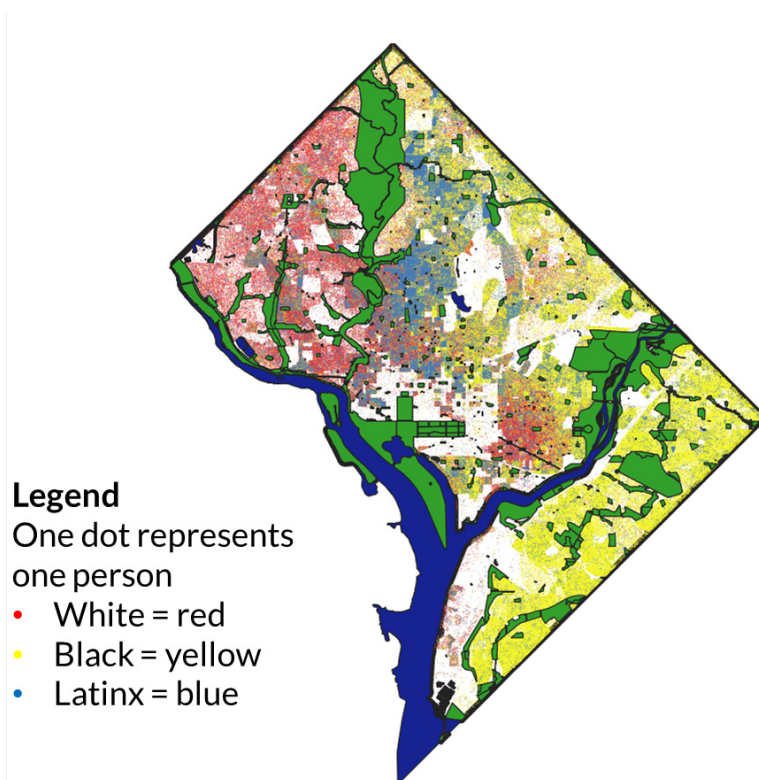 Legend
One dot represents
one person
• White = red
• Black = yellow
• Latinx = blue